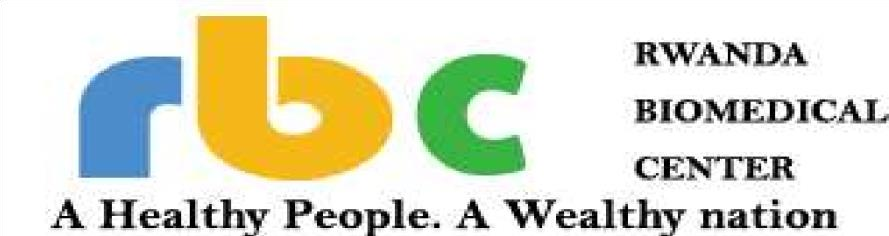 rbc
RWANDA
BIOMEDICAL
CENTER
A Healthy People. A Wealthy nation